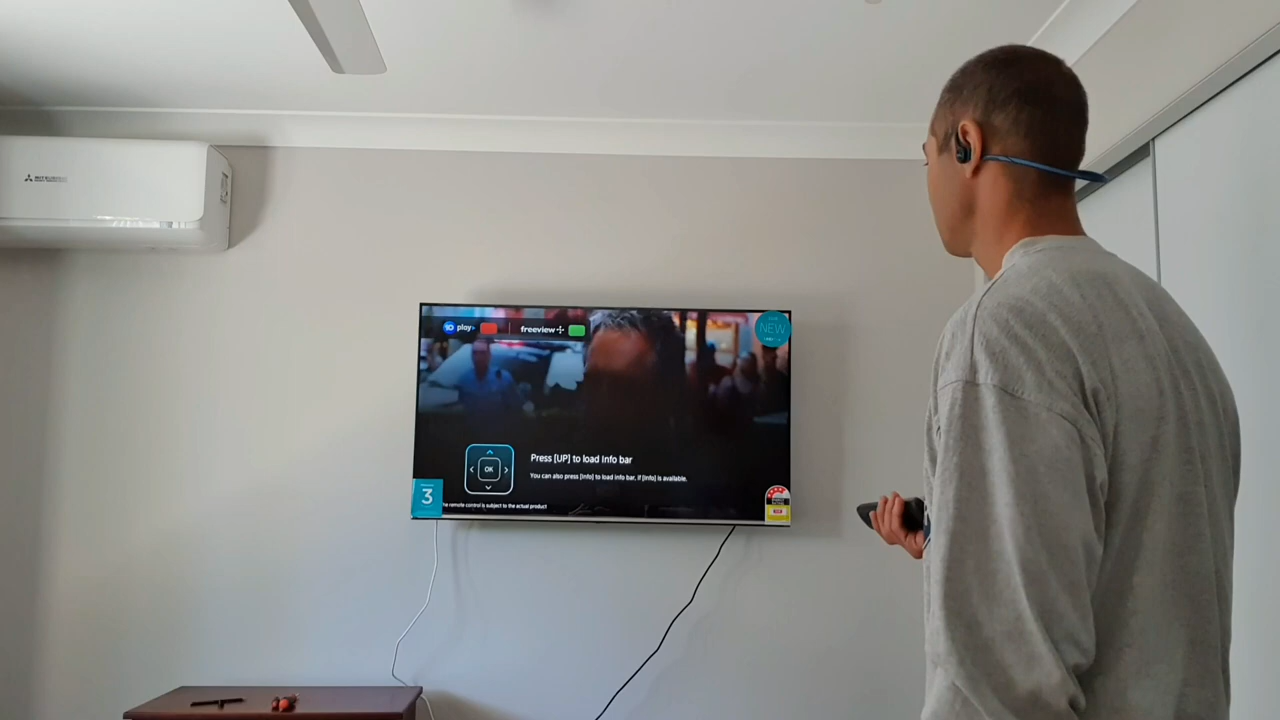 10 play
freeview
NEW
OK
Press [UP] to load Info bar
You can also press [Info] to load Info bar, if [Info] is available.
3
he remote control is subject to the actual product